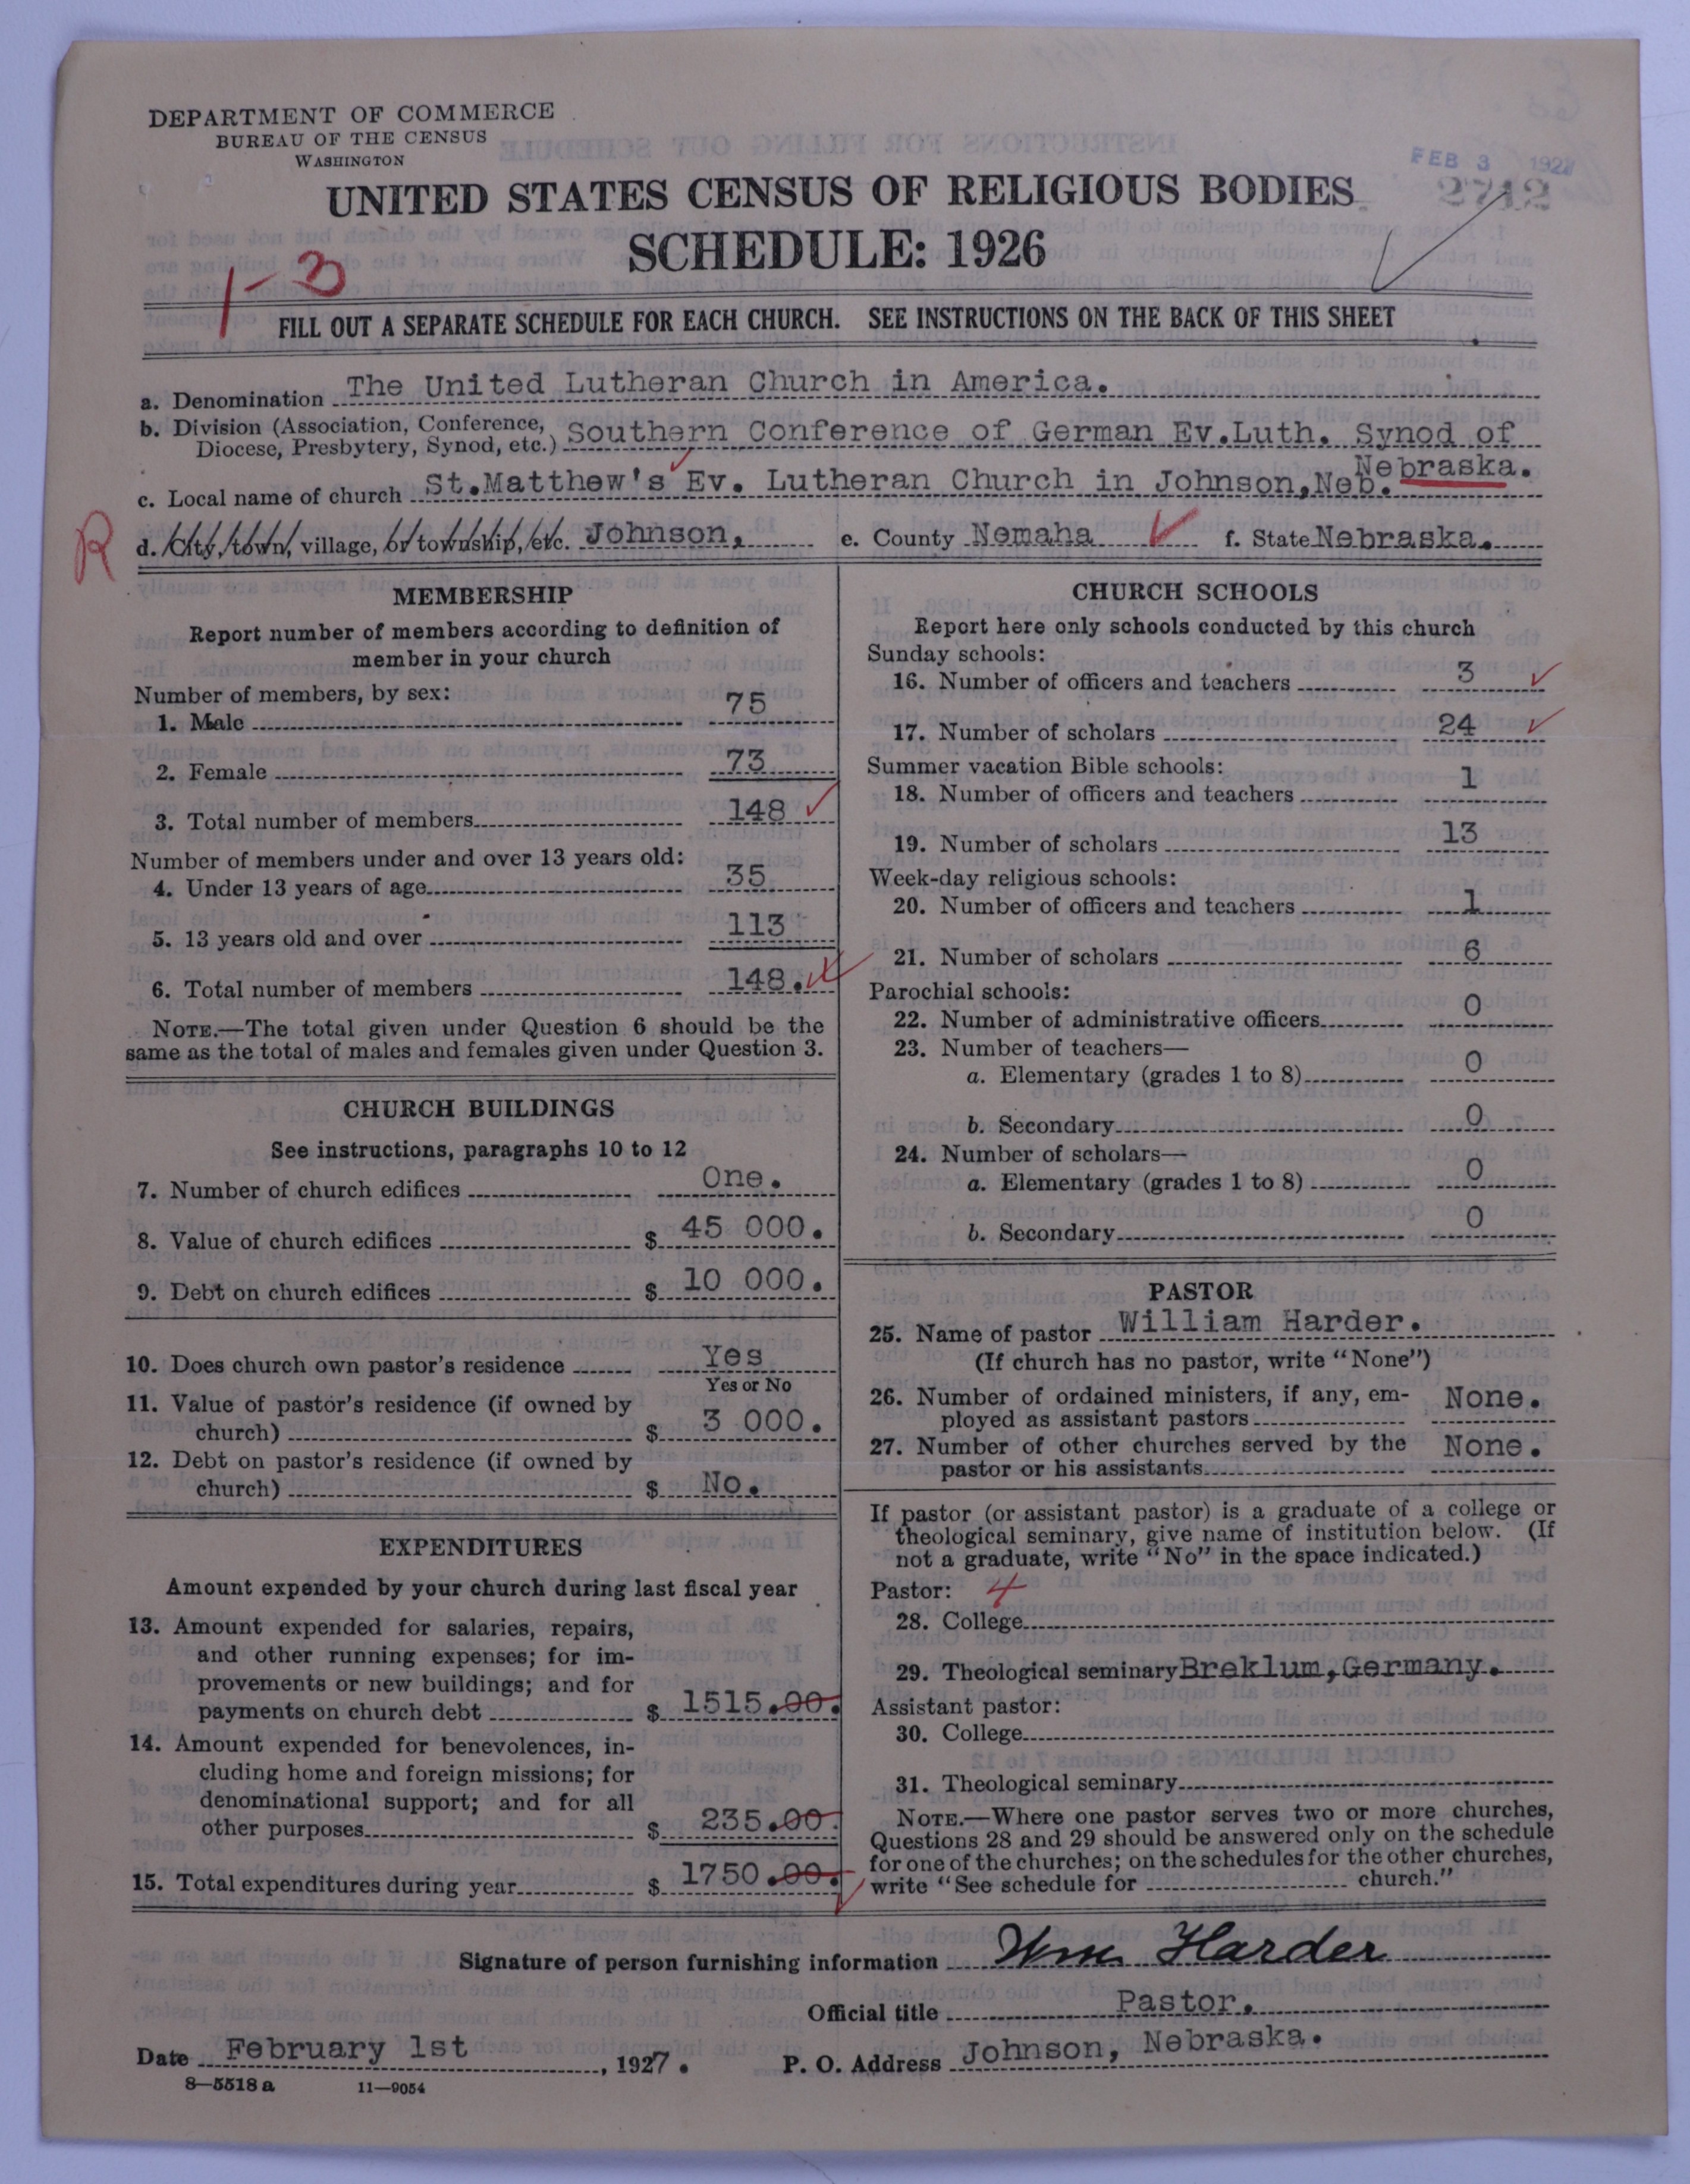 DEPARTMENT OF COMMERCE
BUREAU OF THE CENSUS
WASHINGTON
FEB 3
2712
UNITED STATES CENSUS OF RELIGIOUS BODIES
SCHEDULE: 1926
1-3
FILL OUT A SEPARATE SCHEDULE FOR EACH CHURCH. SEE INSTRUCTIONS ON THE BACK OF THIS SHEET
a. Denomination The United Lutheran Church in America.
b. Division (Association, Conference, Diocese, Presbytery, Synod, etc.) Southern Conference of German Ev.Luth. Synod of Nebraska.
c. Local name of church St.Matthew's Ev. Lutheran Church in Johnson,Neb.
R
d. City, town, village, or township, etc. Johnson, e. County Nemaha f. State Nebraska.
MEMBERSHIP
Report number of members according to definition of
member in your church
Number of members, by sex:
1. Male 75
2. Female 73
3. Total number of members 148
Number of members under and over 13 years old:
4. Under 13 years of age 35
5. 13 years old and over 113
6. Total number of members 148.
NOTE.—The total given under Question 6 should be the
same as the total of males and females given under Question 3.
CHURCH BUILDINGS
See instructions, paragraphs 10 to 12
7. Number of church edifices One.
8. Value of church edifices $ 45 000.
9. Debt on church edifices $ 10 000.
10. Does church own pastor's residence Yes
Yes or No
11. Value of pastor's residence (if owned by
church) $ 3 000.
12. Debt on pastor's residence (if owned by
church) $ No.
EXPENDITURES
Amount expended by your church during last fiscal year
13. Amount expended for salaries, repairs,
and other running expenses; for im-
provements or new buildings; and for
payments on church debt $ 1515.00.
14. Amount expended for benevolences, in-
cluding home and foreign missions; for
denominational support; and for all
other purposes $ 235.00.
15. Total expenditures during year $ 1750.00.
CHURCH SCHOOLS
Report here only schools conducted by this church
Sunday schools:
16. Number of officers and teachers 3
17. Number of scholars 24
Summer vacation Bible schools:
18. Number of officers and teachers 1
19. Number of scholars 13
Week-day religious schools:
20. Number of officers and teachers 1
21. Number of scholars 6
Parochial schools:
22. Number of administrative officers 0
23. Number of teachers—
a. Elementary (grades 1 to 8) 0
b. Secondary 0
24. Number of scholars—
a. Elementary (grades 1 to 8) 0
b. Secondary 0
PASTOR
25. Name of pastor William Harder.
(If church has no pastor, write "None")
26. Number of ordained ministers, if any, em-
ployed as assistant pastors None.
27. Number of other churches served by the
pastor or his assistants None.
If pastor (or assistant pastor) is a graduate of a college or
theological seminary, give name of institution below. (If
not a graduate, write "No" in the space indicated.)
Pastor: 4
28. College
29. Theological seminary Breklum, Germany.
Assistant pastor:
30. College
31. Theological seminary
NOTE.—Where one pastor serves two or more churches,
Questions 28 and 29 should be answered only on the schedule
for one of the churches; on the schedules for the other churches,
write "See schedule for church."
Signature of person furnishing information Wm Harder
Official title Pastor.
Date February 1st, 1927. P. O. Address Johnson, Nebraska.
8—5518 a 11—9054